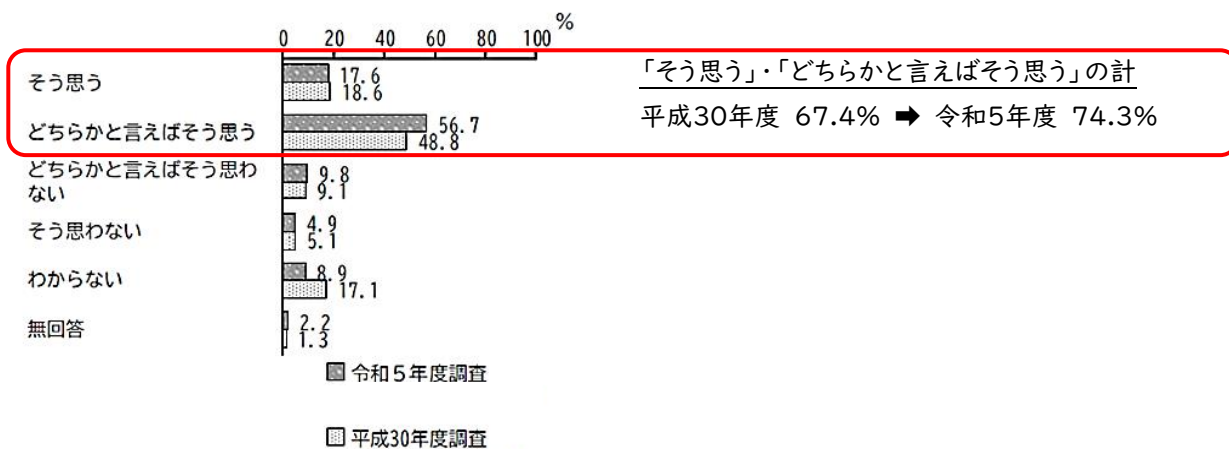 %
0 20 40 60 80 100
そう思う
17.6
18.6
「そう思う」・「どちらかと言えばそう思う」の計
平成30年度 67.4% ➡ 令和5年度 74.3%
どちらかと言えばそう思う
56.7
48.8
どちらかと言えばそう思わ
ない
9.8
9.1
そう思わない
4.9
5.1
わからない
8.9
17.1
無回答
2.2
1.3
令和5年度調査
平成30年度調査